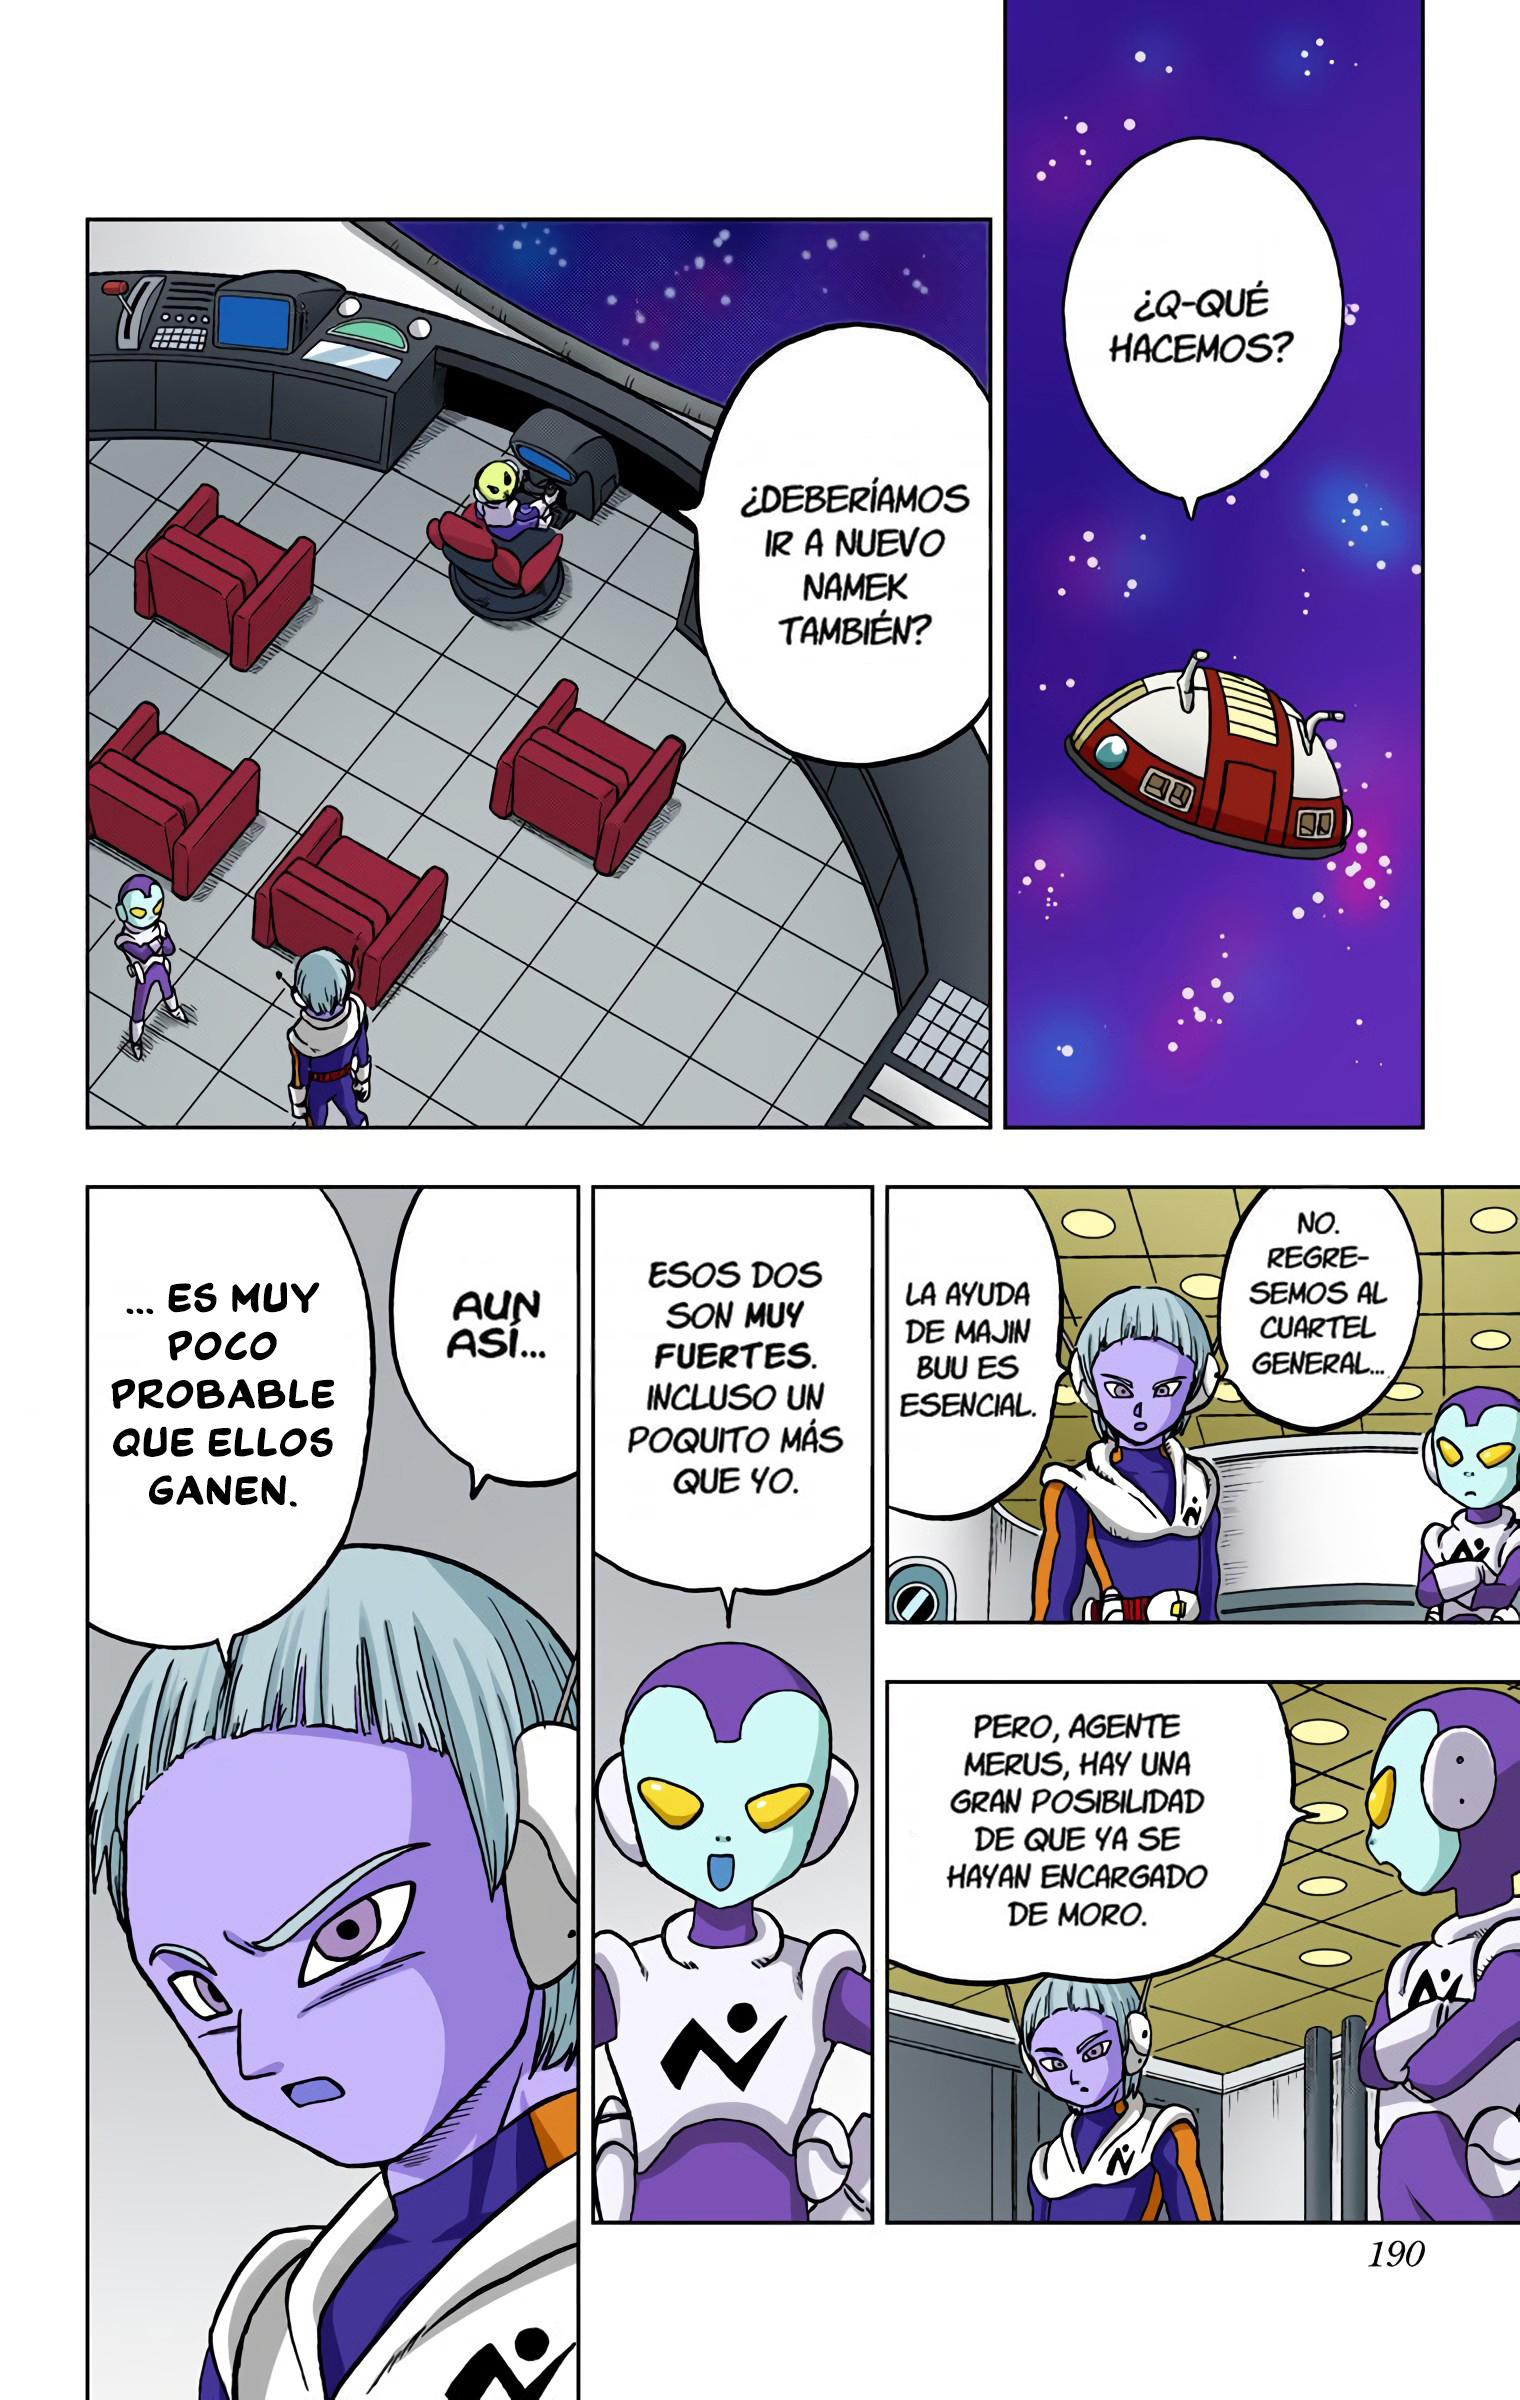 ¿Q-QUÉ
HACEMOS?
¿DEBERÍAMOS
IR A NUEVO
NAMEK
TAMBIÉN?
NO.
REGRE-
SEMOS AL
CUARTEL
GENERAL...
LA AYUDA
DE MAJIN
BUU ES
ESENCIAL.
PERO, AGENTE
MERUS, HAY UNA
GRAN POSIBILIDAD
DE QUE YA SE
HAYAN ENCARGADO
DE MORO.
ESOS DOS
SON MUY
FUERTES.
INCLUSO UN
POQUITO MÁS
QUE YO.
AUN
ASÍ...
... ES MUY
POCO
PROBABLE
QUE ELLOS
GANEN.
190